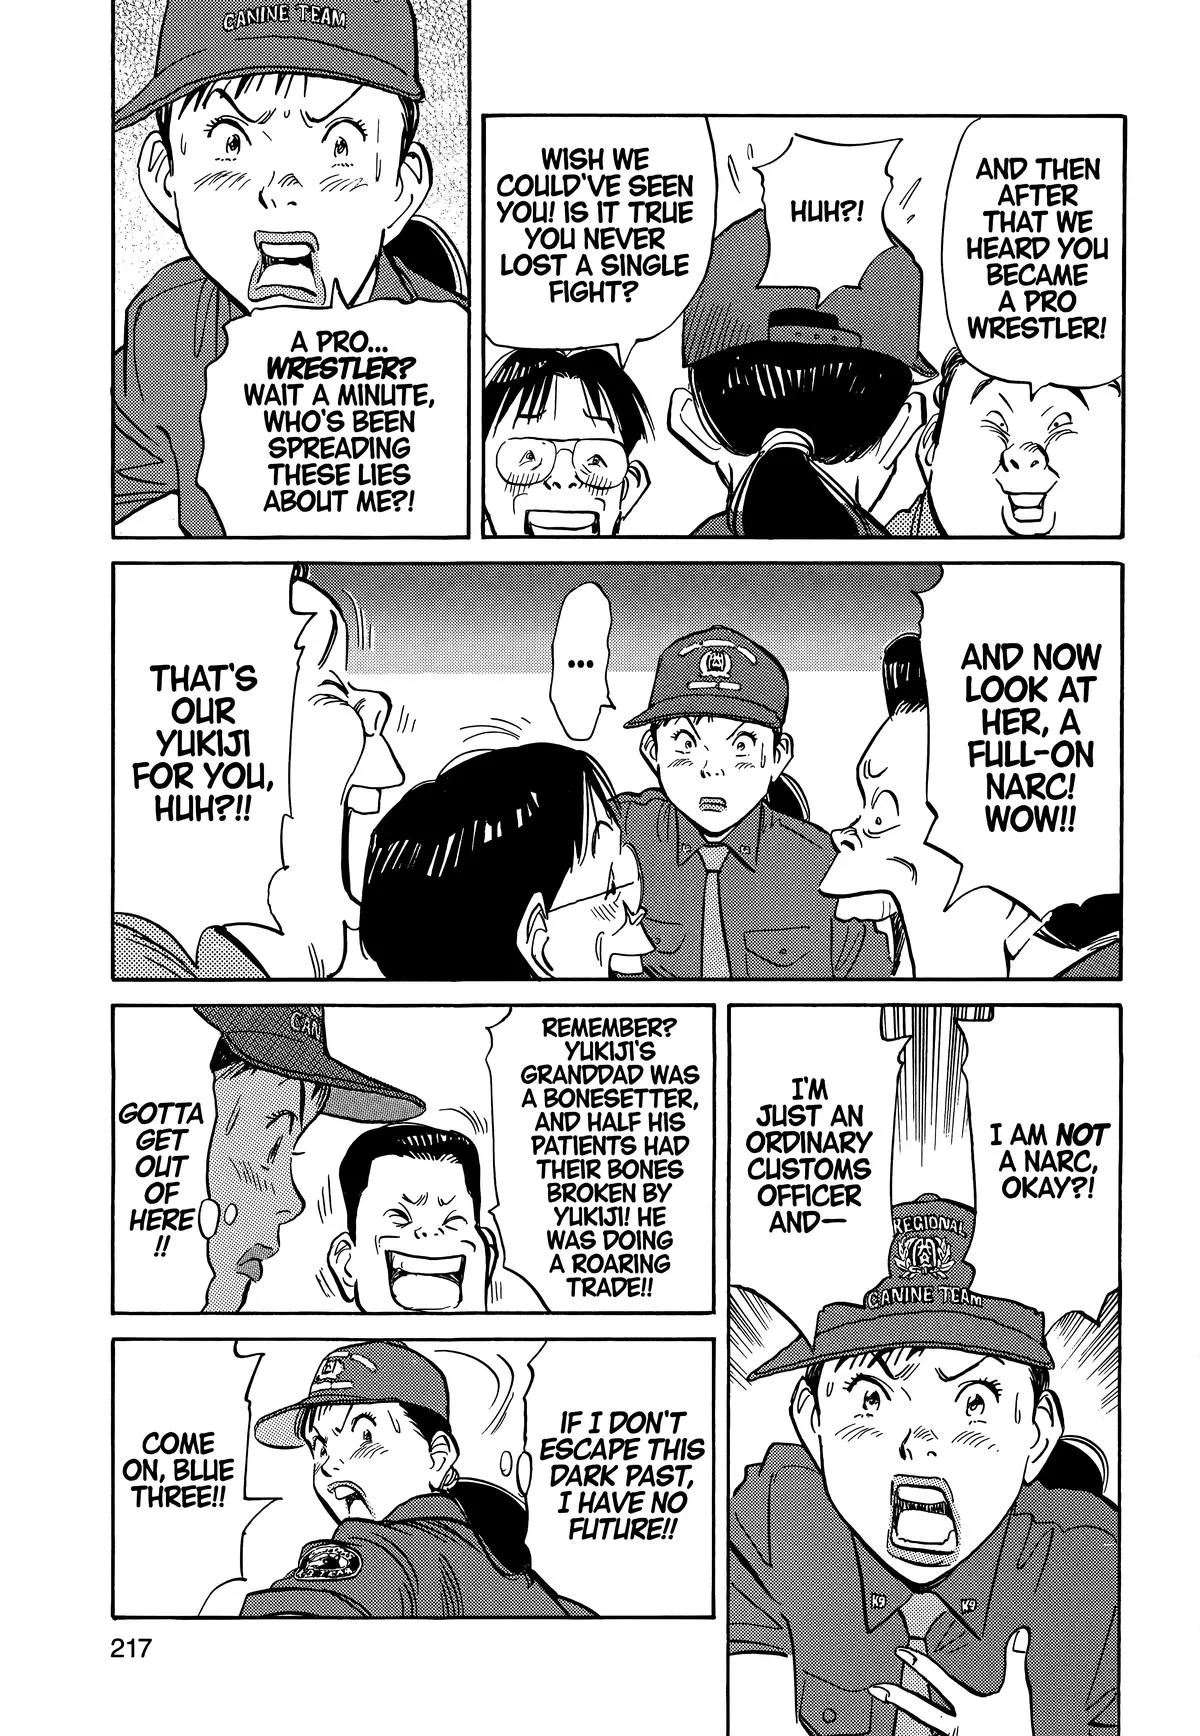 AND THEN
AFTER
THAT WE
HEARD YOU
BECAME
A PRO
WRESTLER!
HUH?!
WISH WE
COULD'VE SEEN
YOU! IS IT TRUE
YOU NEVER
LOST A SINGLE
FIGHT?
CANINE TEAM
A PRO...
WRESTLER?
WAIT A MINUTE,
WHO'S BEEN
SPREADING
THESE LIES
ABOUT ME?!
AND NOW
LOOK AT
HER, A
FULL-ON
NARC!
WOW!!
...
THAT'S
OUR
YUKIJI
FOR YOU,
HUH?!!
I AM NOT
A NARC,
OKAY?!
I'M
JUST AN
ORDINARY
CUSTOMS
OFFICER
AND—
REGIONAL
CANINE TEAM
K9
K9
REMEMBER?
YUKIJI'S
GRANDDAD WAS
A BONESETTER,
AND HALF HIS
PATIENTS HAD
THEIR BONES
BROKEN BY
YUKIJI! HE
WAS DOING
A ROARING
TRADE!!
CANI
GOTTA
GET
OUT
OF
HERE
!!
IF I DON'T
ESCAPE THIS
DARK PAST,
I HAVE NO
FUTURE!!
COME
ON, BLUE
THREE!!
217